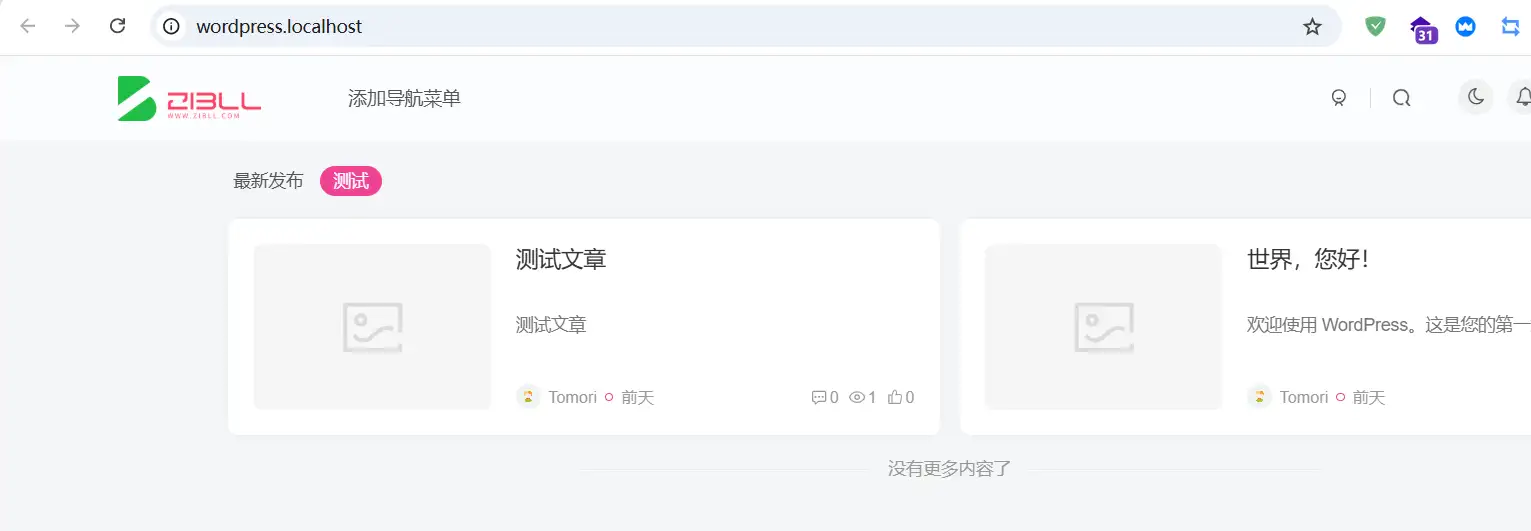 wordpress.localhost
31
ZIBLL
WWW.ZIBLL.COM
添加导航菜单
最新发布 测试
测试文章
测试文章
Tomori 前天 0 1 0
世界，您好！
欢迎使用 WordPress。这是您的第一
Tomori 前天
没有更多内容了